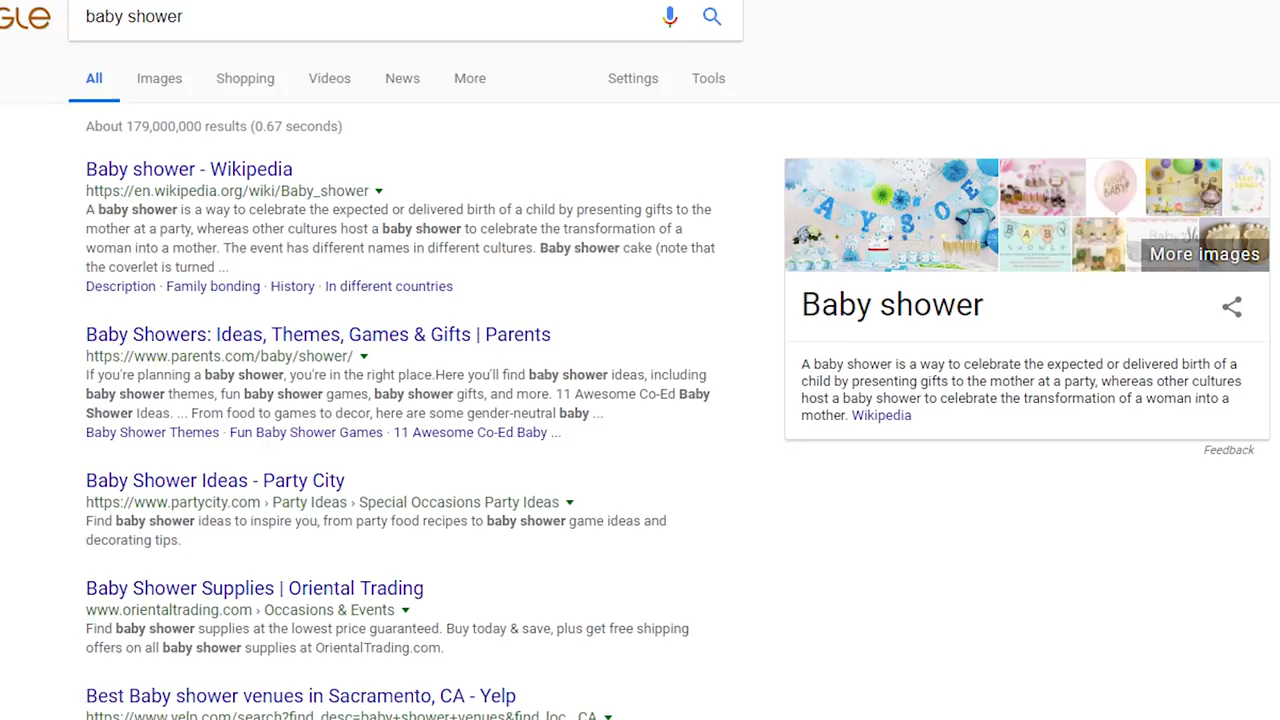 GLE
baby shower
All Images Shopping Videos News More Settings Tools
About 179,000,000 results (0.67 seconds)
Baby shower - Wikipedia
https://en.wikipedia.org/wiki/Baby_shower
A baby shower is a way to celebrate the expected or delivered birth of a child by presenting gifts to the
mother at a party, whereas other cultures host a baby shower to celebrate the transformation of a
woman into a mother. The event has different names in different cultures. Baby shower cake (note that
the coverlet is turned ...
Description · Family bonding · History · In different countries
Baby Showers: Ideas, Themes, Games & Gifts | Parents
https://www.parents.com/baby/shower/
If you're planning a baby shower, you're in the right place.Here you'll find baby shower ideas, including
baby shower themes, fun baby shower games, baby shower gifts, and more. 11 Awesome Co-Ed Baby
Shower Ideas. ... From food to games to decor, here are some gender-neutral baby ...
Baby Shower Themes · Fun Baby Shower Games · 11 Awesome Co-Ed Baby ...
Baby Shower Ideas - Party City
https://www.partycity.com › Party Ideas › Special Occasions Party Ideas
Find baby shower ideas to inspire you, from party food recipes to baby shower game ideas and
decorating tips.
Baby Shower Supplies | Oriental Trading
www.orientaltrading.com › Occasions & Events
Find baby shower supplies at the lowest price guaranteed. Buy today & save, plus get free shipping
offers on all baby shower supplies at OrientalTrading.com.
Best Baby shower venues in Sacramento, CA - Yelp
https://www.yelp.com/search?find_desc=baby+shower+venues&find_loc...CA
More images
Baby shower
A baby shower is a way to celebrate the expected or delivered birth of a
child by presenting gifts to the mother at a party, whereas other cultures
host a baby shower to celebrate the transformation of a woman into a
mother. Wikipedia
Feedback